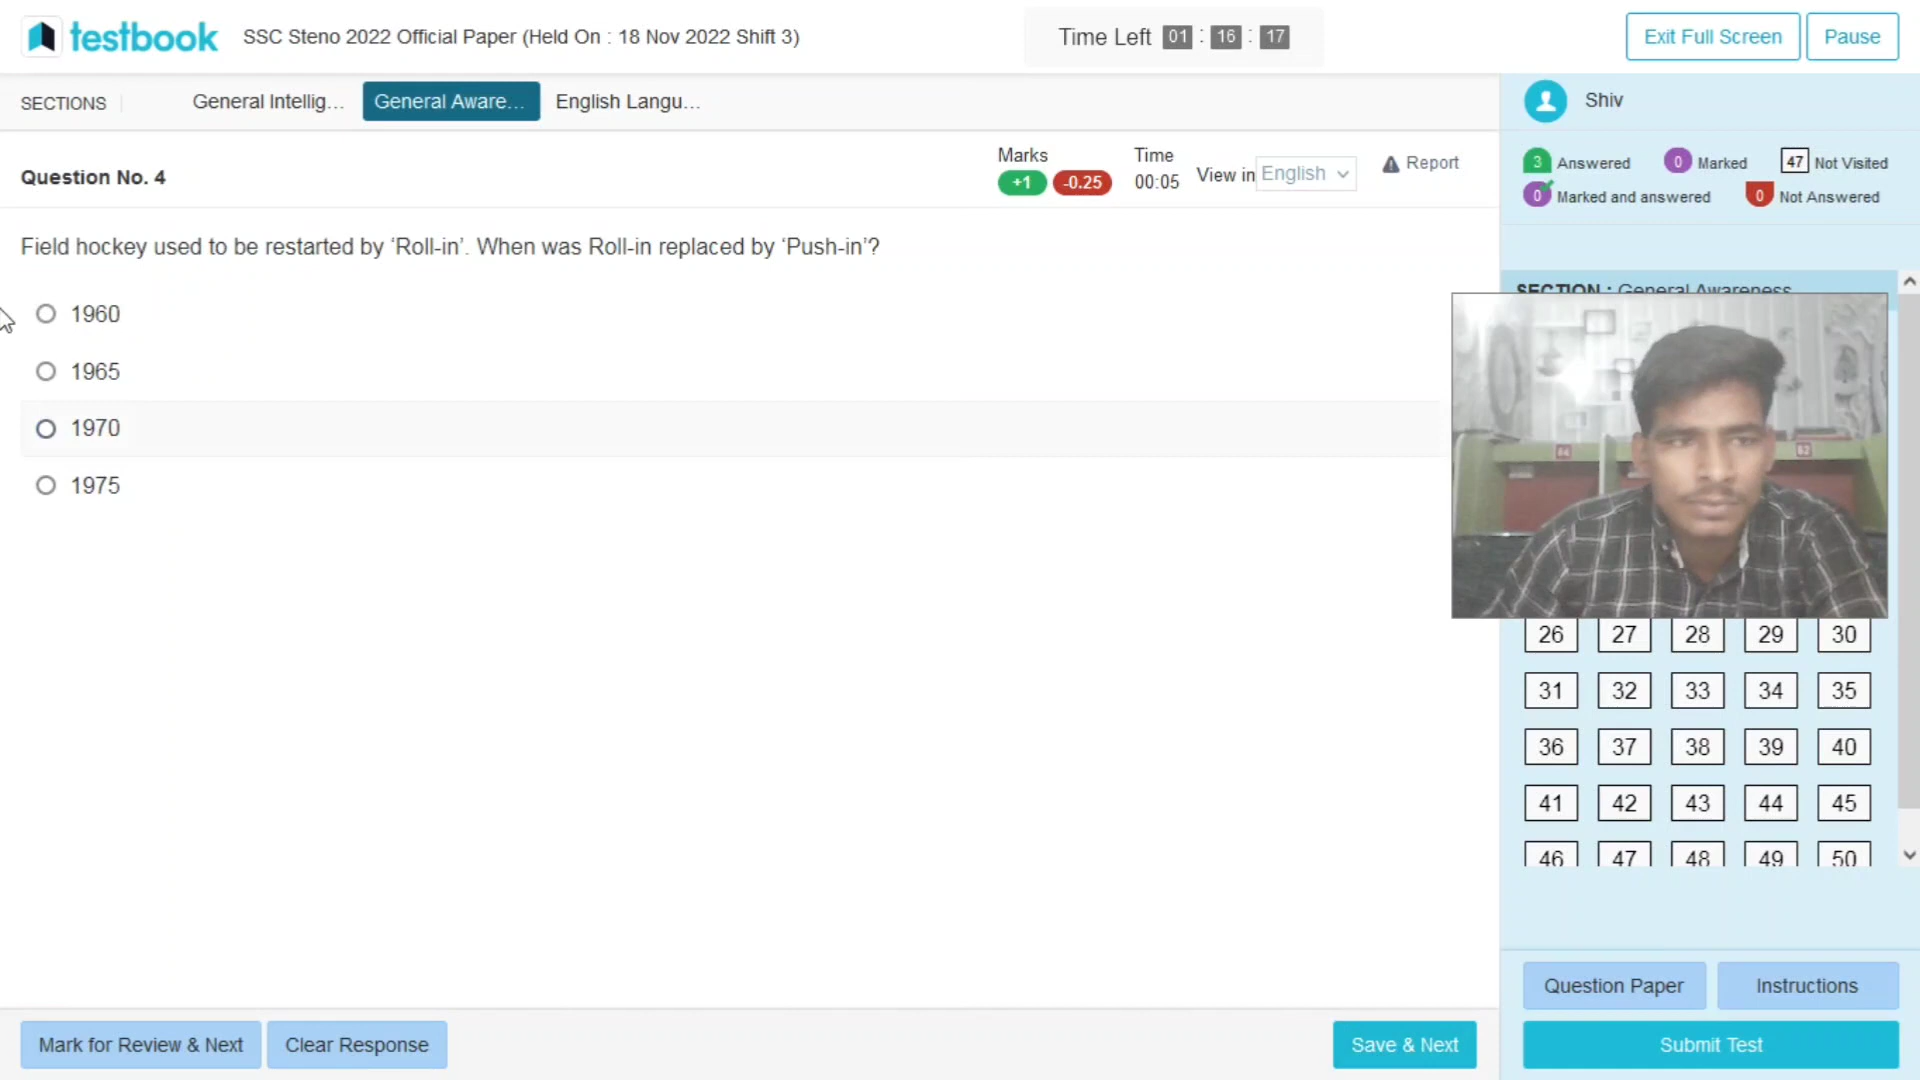 testbook SSC Steno 2022 Official Paper (Held On : 18 Nov 2022 Shift 3) Time Left 01 : 16 : 17 Exit Full Screen Pause
SECTIONS General Intellig... General Aware... English Langu... Shiv
Question No. 4 Marks +1 -0.25 Time 00:05 View in English Report
3 Answered 0 Marked 47 Not Visited
0 Marked and answered 0 Not Answered
Field hockey used to be restarted by ‘Roll-in’. When was Roll-in replaced by ‘Push-in’?
1960
1965
1970
1975
SECTION : General Awareness
26 27 28 29 30
31 32 33 34 35
36 37 38 39 40
41 42 43 44 45
46 47 48 49 50
Question Paper Instructions
Mark for Review & Next Clear Response Save & Next Submit Test